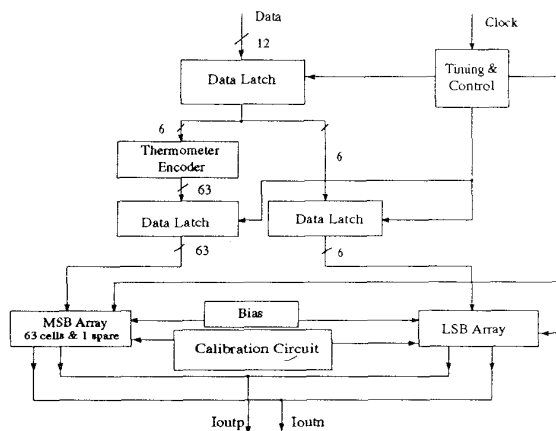 Data
Clock
12
Data Latch
Timing &
Control
6
6
Thermometer
Encoder
63
Data Latch
Data Latch
63
6
Bias
MSB Array
63 cells & 1 spare
LSB Array
Calibration Circuit
Ioutp
Ioutn